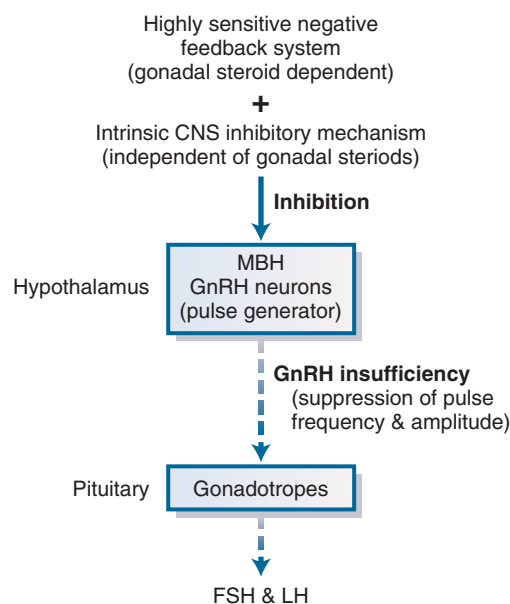 Highly sensitive negative
feedback system
(gonadal steroid dependent)
+
Intrinsic CNS inhibitory mechanism
(independent of gonadal steriods)
Inhibition
Hypothalamus
MBH
GnRH neurons
(pulse generator)
GnRH insufficiency
(suppression of pulse
frequency & amplitude)
Pituitary
Gonadotropes
FSH & LH